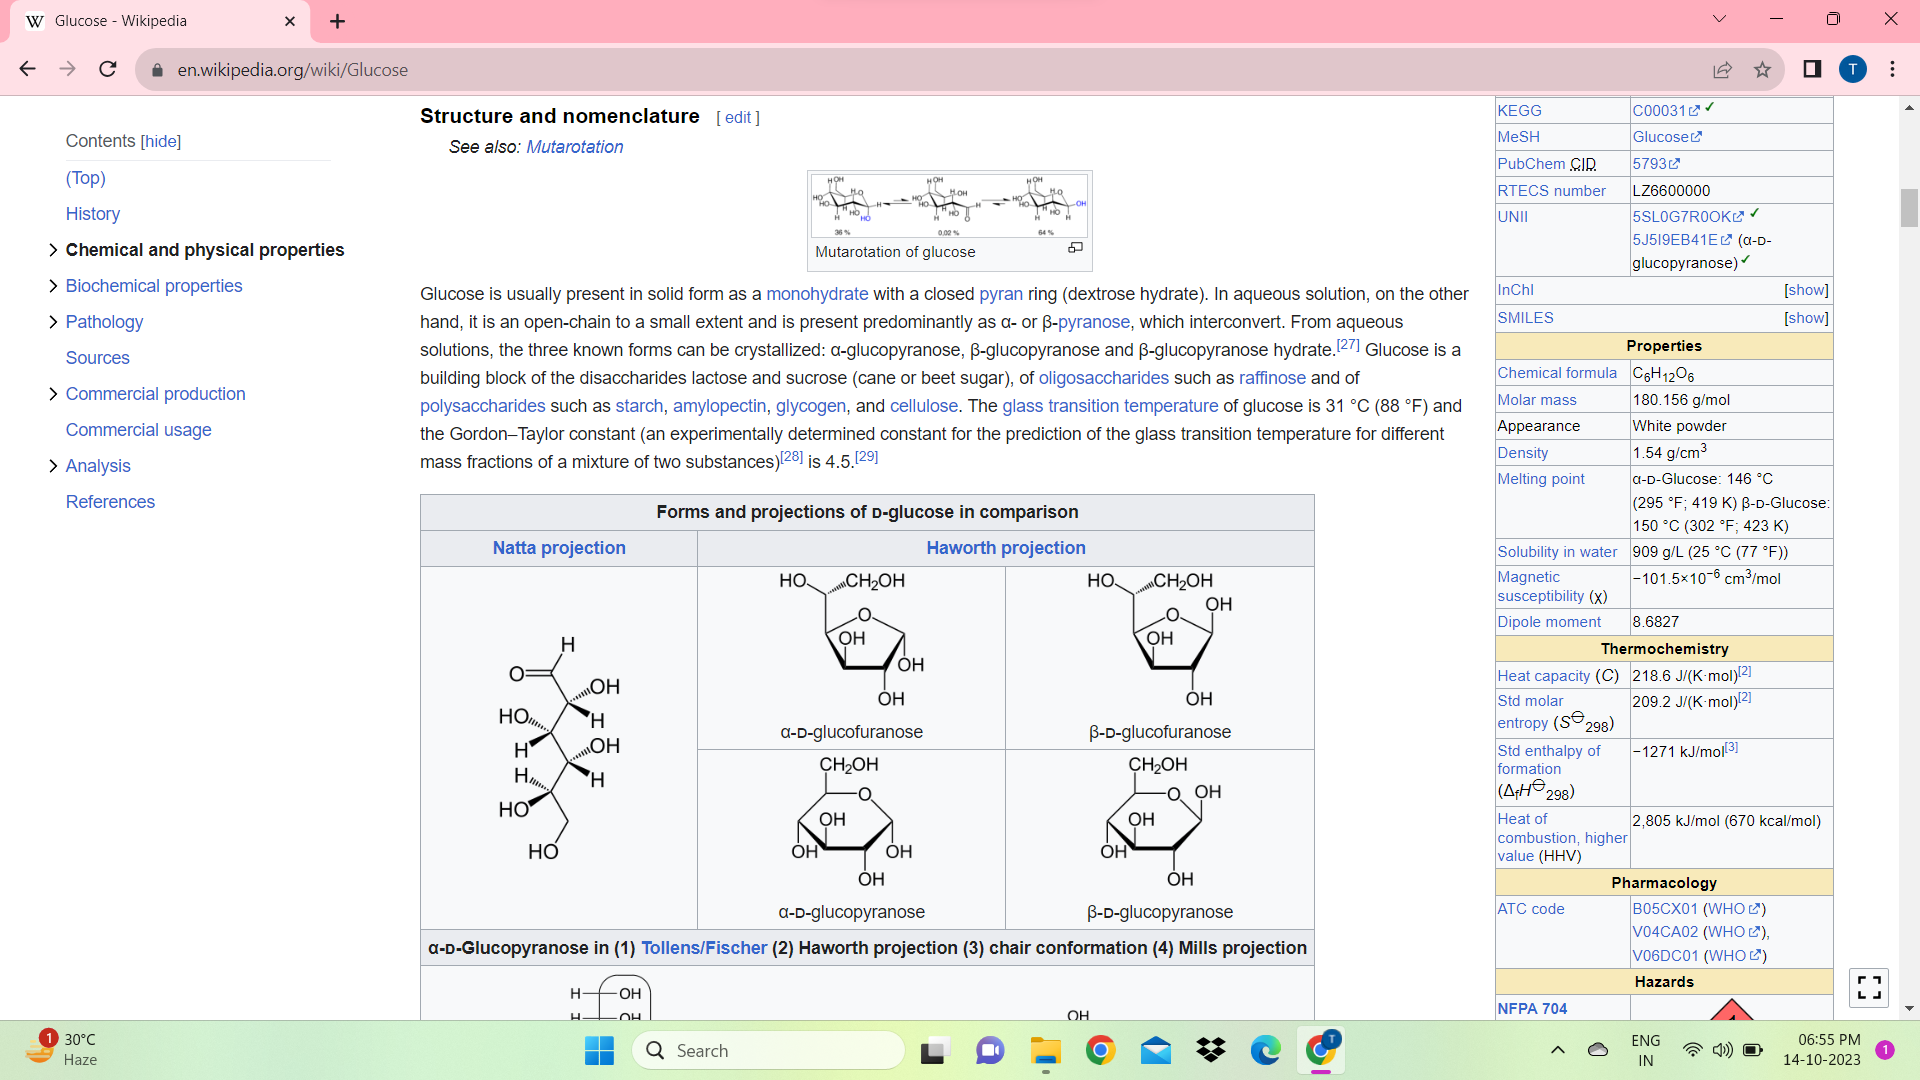 Glucose - Wikipedia
en.wikipedia.org/wiki/Glucose
T
Contents [hide]
(Top)
History
Chemical and physical properties
Biochemical properties
Pathology
Sources
Commercial production
Commercial usage
Analysis
References
Structure and nomenclature [ edit ]
See also: Mutarotation
36 % 0,02 % 64 %
Mutarotation of glucose
Glucose is usually present in solid form as a monohydrate with a closed pyran ring (dextrose hydrate). In aqueous solution, on the other
hand, it is an open-chain to a small extent and is present predominantly as α- or β-pyranose, which interconvert. From aqueous
solutions, the three known forms can be crystallized: α-glucopyranose, β-glucopyranose and β-glucopyranose hydrate.[27] Glucose is a
building block of the disaccharides lactose and sucrose (cane or beet sugar), of oligosaccharides such as raffinose and of
polysaccharides such as starch, amylopectin, glycogen, and cellulose. The glass transition temperature of glucose is 31 °C (88 °F) and
the Gordon–Taylor constant (an experimentally determined constant for the prediction of the glass transition temperature for different
mass fractions of a mixture of two substances)[28] is 4.5.[29]
Forms and projections of D-glucose in comparison
Natta projection Haworth projection
H
O
OH
HO H
H OH
H H
HO
HO
HO CH₂OH
O
OH
OH
OH
α-D-glucofuranose
HO CH₂OH
OH
O
OH
OH
β-D-glucofuranose
CH₂OH
O
OH
OH OH
OH
α-D-glucopyranose
CH₂OH
O OH
OH
OH
OH
β-D-glucopyranose
α-D-Glucopyranose in (1) Tollens/Fischer (2) Haworth projection (3) chair conformation (4) Mills projection
H OH
H OH
OH
KEGG C00031 ✓
MeSH Glucose
PubChem CID 5793
RTECS number LZ6600000
UNII 5SL0G7R0OK ✓
5J5I9EB41E (α-D-
glucopyranose) ✓
InChI [show]
SMILES [show]
Properties
Chemical formula C₆H₁₂O₆
Molar mass 180.156 g/mol
Appearance White powder
Density 1.54 g/cm³
Melting point α-D-Glucose: 146 °C
(295 °F; 419 K) β-D-Glucose:
150 °C (302 °F; 423 K)
Solubility in water 909 g/L (25 °C (77 °F))
Magnetic −101.5×10⁻⁶ cm³/mol
susceptibility (χ)
Dipole moment 8.6827
Thermochemistry
Heat capacity (C) 218.6 J/(K·mol)[2]
Std molar 209.2 J/(K·mol)[2]
entropy (S⦵298)
Std enthalpy of −1271 kJ/mol[3]
formation
(ΔfH⦵298)
Heat of 2,805 kJ/mol (670 kcal/mol)
combustion, higher
value (HHV)
Pharmacology
ATC code B05CX01 (WHO)
V04CA02 (WHO),
V06DC01 (WHO)
Hazards
NFPA 704
1
30°C
Haze
Search
T
ENG
IN
06:55 PM
14-10-2023
1